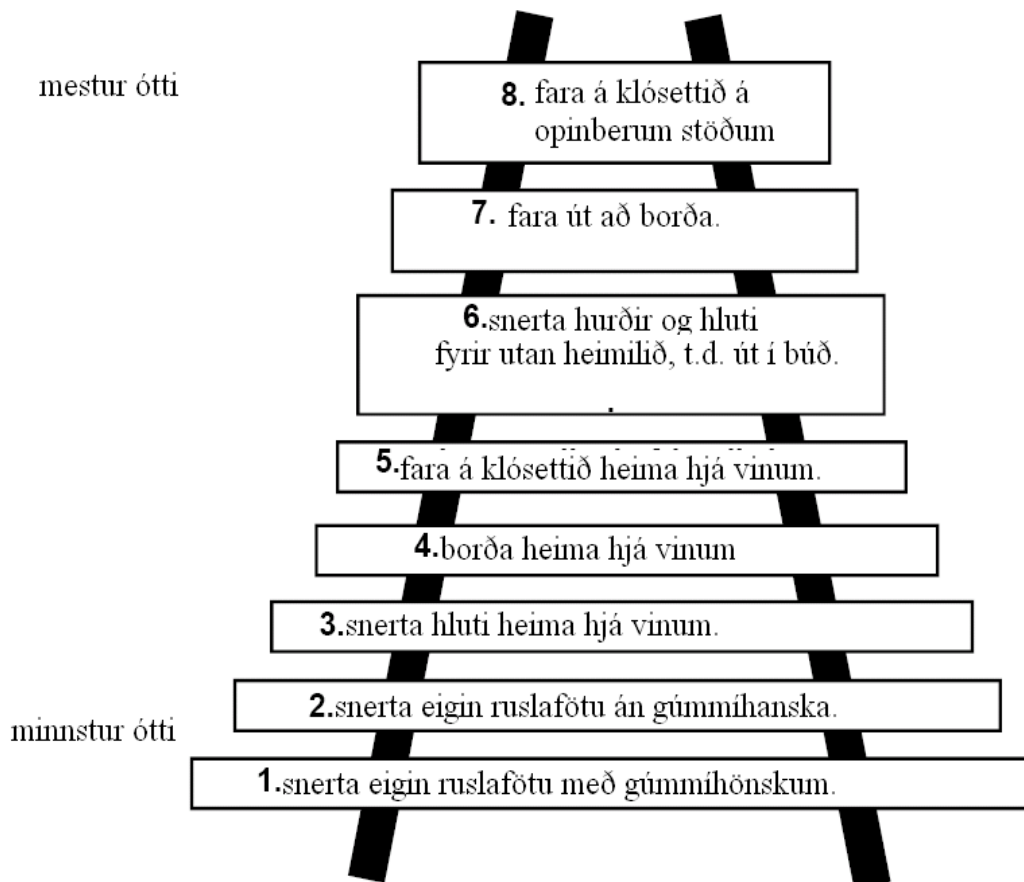 mestur ótti
8. fara á klósettið á
opinberum stöðum
7. fara út að borða.
6.snerta hurðir og hluti
fyrir utan heimilið, t.d. út í búð.
.
5.fara á klósettið heima hjá vinum.
4.borða heima hjá vinum
3.snerta hluti heima hjá vinum.
2.snerta eigin ruslafötu án gúmmíhanska.
minnstur ótti
1.snerta eigin ruslafötu með gúmmíhönskum.